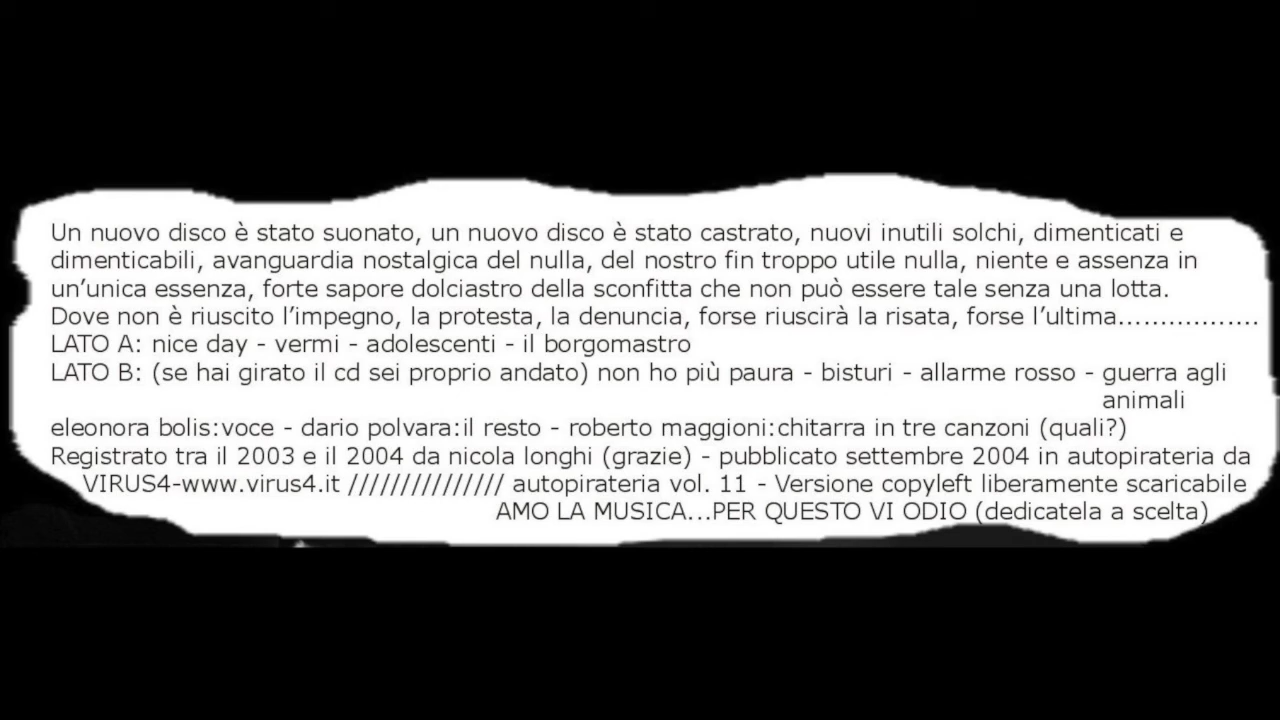 Un nuovo disco è stato suonato, un nuovo disco è stato castrato, nuovi inutili solchi, dimenticati e
dimenticabili, avanguardia nostalgica del nulla, del nostro fin troppo utile nulla, niente e assenza in
un’unica essenza, forte sapore dolciastro della sconfitta che non può essere tale senza una lotta.
Dove non è riuscito l’impegno, la protesta, la denuncia, forse riuscirà la risata, forse l’ultima................
LATO A: nice day - vermi - adolescenti - il borgomastro
LATO B: (se hai girato il cd sei proprio andato) non ho più paura - bisturi - allarme rosso - guerra agli
animali
eleonora bolis:voce - dario polvara:il resto - roberto maggioni:chitarra in tre canzoni (quali?)
Registrato tra il 2003 e il 2004 da nicola longhi (grazie) - pubblicato settembre 2004 in autopirateria da
VIRUS4-www.virus4.it /////////////// autopirateria vol. 11 - Versione copyleft liberamente scaricabile
AMO LA MUSICA...PER QUESTO VI ODIO (dedicatela a scelta)